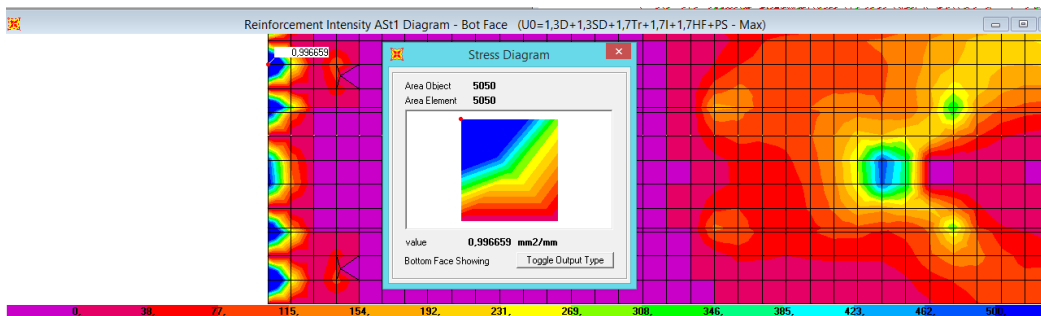 Reinforcement Intensity ASt1 Diagram - Bot Face (U0=1,3D+1,3SD+1,7Tr+1,7I+1,7HF+PS - Max)
0,996659
Stress Diagram
Area Object 5050
Area Element 5050
value 0,996659 mm2/mm
Bottom Face Showing Toggle Output Type
0, 38, 77, 115, 154, 192, 231, 269, 308, 346, 385, 423, 462, 500,